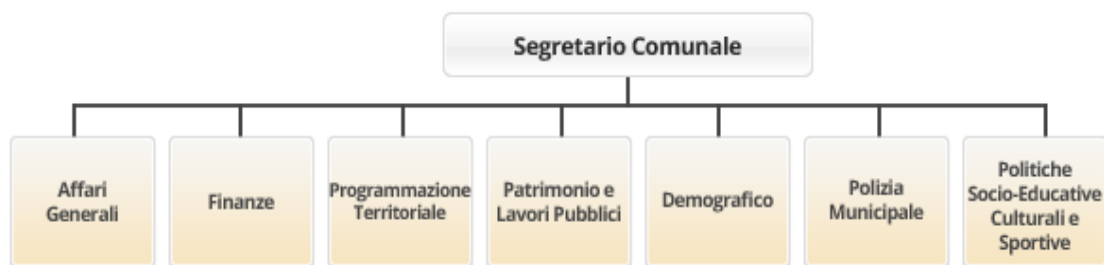 Segretario Comunale
Affari
Generali
Finanze
Programmazione
Territoriale
Patrimonio e
Lavori Pubblici
Demografico
Polizia
Municipale
Politiche
Socio-Educative
Culturali e
Sportive